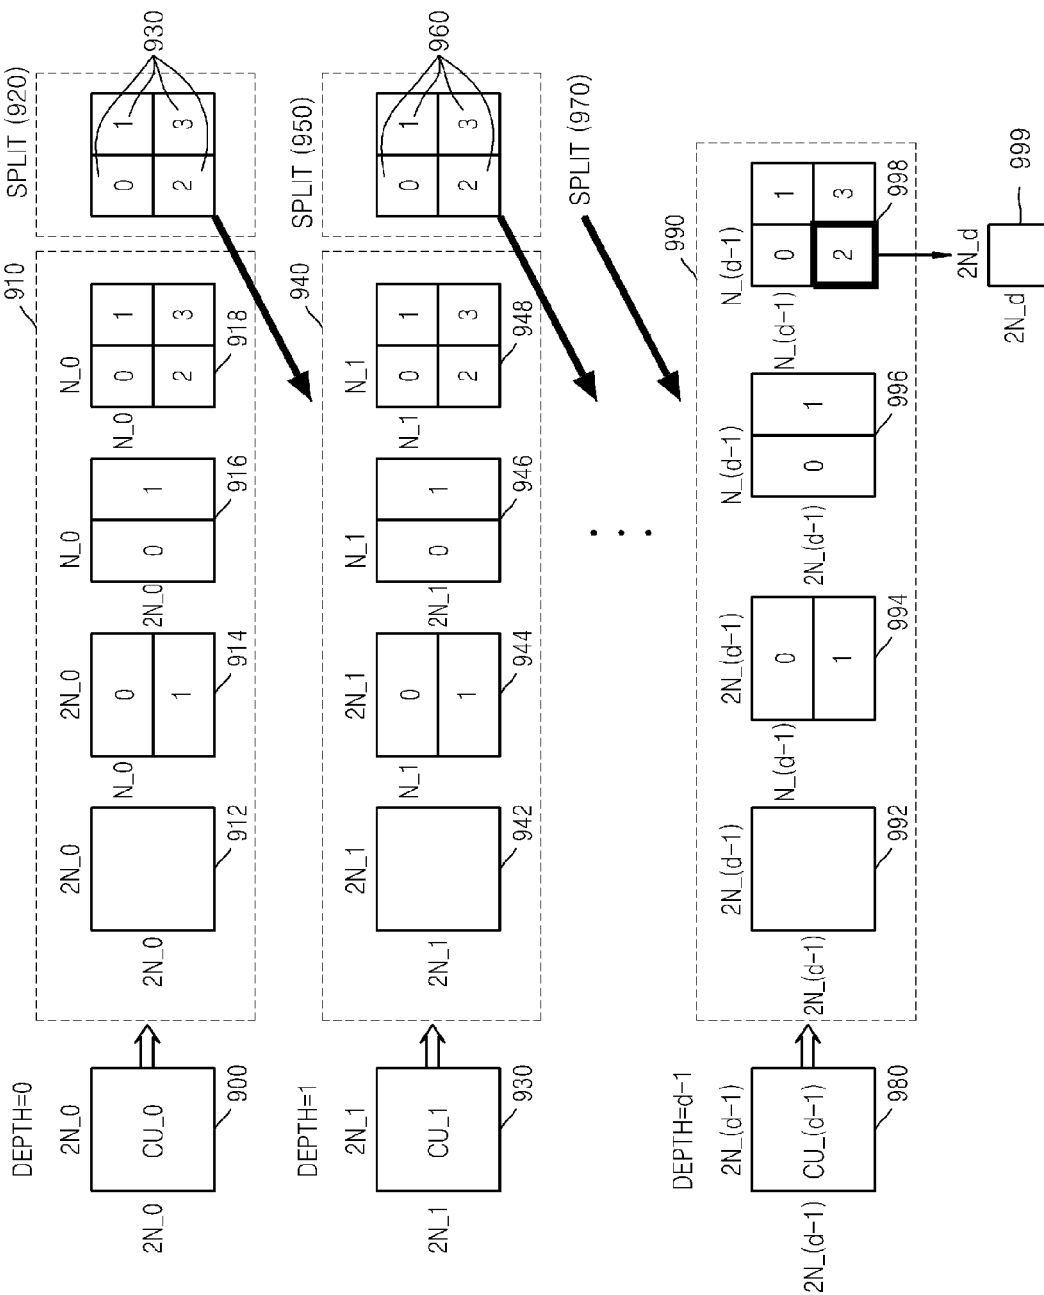 DEPTH=0
2N_0
2N_0
CU_0
900
910
2N_0
2N_0
912
2N_0
N_0
0
1
914
N_0
2N_0
0
1
916
N_0
N_0
0
1
2
3
918
SPLIT (920)
0
1
2
3
930
DEPTH=1
2N_1
2N_1
CU_1
930
940
2N_1
2N_1
942
2N_1
N_1
0
1
944
N_1
2N_1
0
1
946
N_1
N_1
0
1
2
3
948
SPLIT (950)
0
1
2
3
960
SPLIT (970)
DEPTH=d-1
2N_(d-1)
2N_(d-1)
CU_(d-1)
980
990
2N_(d-1)
2N_(d-1)
992
2N_(d-1)
N_(d-1)
0
1
994
N_(d-1)
2N_(d-1)
0
1
996
N_(d-1)
N_(d-1)
0
1
2
3
998
2N_d
2N_d
999